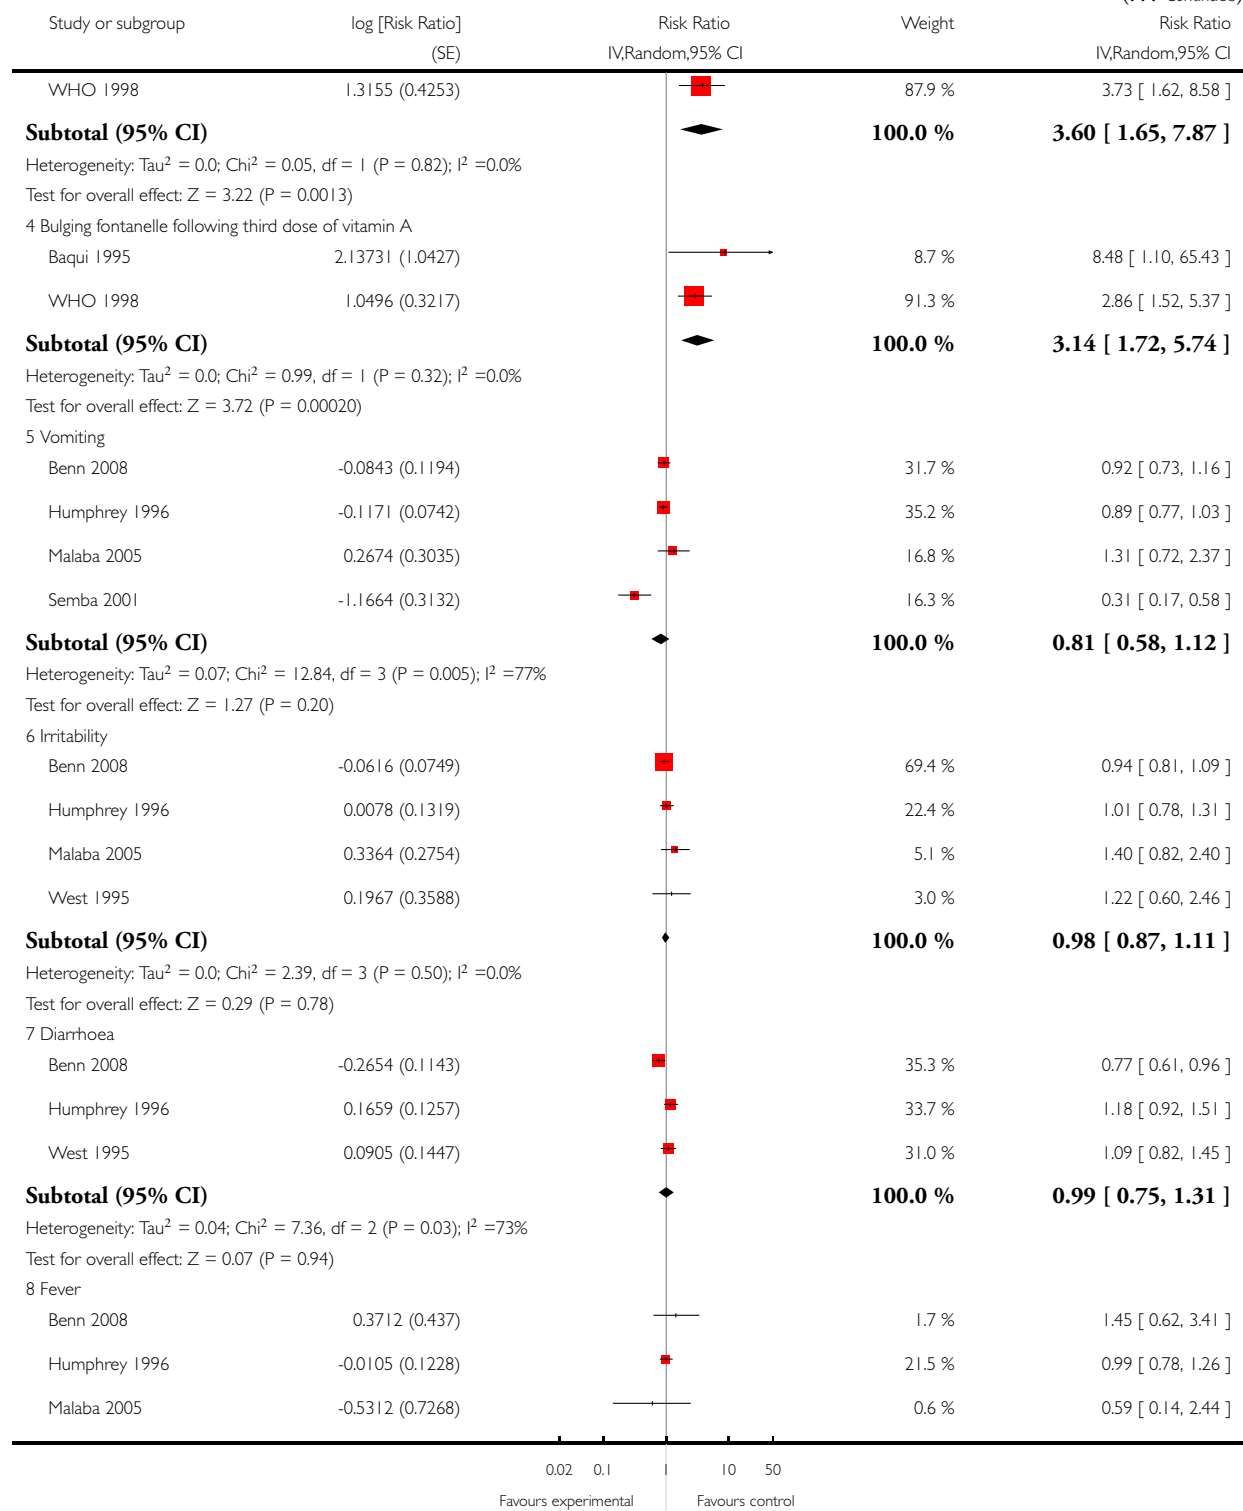 Continued)
Study or subgroup log [Risk Ratio] Risk Ratio Weight Risk Ratio
(SE) IV,Random,95% CI IV,Random,95% CI
WHO 1998 1.3155 (0.4253) 87.9 % 3.73 [ 1.62, 8.58 ]
Subtotal (95% CI) 100.0 % 3.60 [ 1.65, 7.87 ]
Heterogeneity: Tau² = 0.0; Chi² = 0.05, df = 1 (P = 0.82); I² =0.0%
Test for overall effect: Z = 3.22 (P = 0.0013)
4 Bulging fontanelle following third dose of vitamin A
Baqui 1995 2.13731 (1.0427) 8.7 % 8.48 [ 1.10, 65.43 ]
WHO 1998 1.0496 (0.3217) 91.3 % 2.86 [ 1.52, 5.37 ]
Subtotal (95% CI) 100.0 % 3.14 [ 1.72, 5.74 ]
Heterogeneity: Tau² = 0.0; Chi² = 0.99, df = 1 (P = 0.32); I² =0.0%
Test for overall effect: Z = 3.72 (P = 0.00020)
5 Vomiting
Benn 2008 -0.0843 (0.1194) 31.7 % 0.92 [ 0.73, 1.16 ]
Humphrey 1996 -0.1171 (0.0742) 35.2 % 0.89 [ 0.77, 1.03 ]
Malaba 2005 0.2674 (0.3035) 16.8 % 1.31 [ 0.72, 2.37 ]
Semba 2001 -1.1664 (0.3132) 16.3 % 0.31 [ 0.17, 0.58 ]
Subtotal (95% CI) 100.0 % 0.81 [ 0.58, 1.12 ]
Heterogeneity: Tau² = 0.07; Chi² = 12.84, df = 3 (P = 0.005); I² =77%
Test for overall effect: Z = 1.27 (P = 0.20)
6 Irritability
Benn 2008 -0.0616 (0.0749) 69.4 % 0.94 [ 0.81, 1.09 ]
Humphrey 1996 0.0078 (0.1319) 22.4 % 1.01 [ 0.78, 1.31 ]
Malaba 2005 0.3364 (0.2754) 5.1 % 1.40 [ 0.82, 2.40 ]
West 1995 0.1967 (0.3588) 3.0 % 1.22 [ 0.60, 2.46 ]
Subtotal (95% CI) 100.0 % 0.98 [ 0.87, 1.11 ]
Heterogeneity: Tau² = 0.0; Chi² = 2.39, df = 3 (P = 0.50); I² =0.0%
Test for overall effect: Z = 0.29 (P = 0.78)
7 Diarrhoea
Benn 2008 -0.2654 (0.1143) 35.3 % 0.77 [ 0.61, 0.96 ]
Humphrey 1996 0.1659 (0.1257) 33.7 % 1.18 [ 0.92, 1.51 ]
West 1995 0.0905 (0.1447) 31.0 % 1.09 [ 0.82, 1.45 ]
Subtotal (95% CI) 100.0 % 0.99 [ 0.75, 1.31 ]
Heterogeneity: Tau² = 0.04; Chi² = 7.36, df = 2 (P = 0.03); I² =73%
Test for overall effect: Z = 0.07 (P = 0.94)
8 Fever
Benn 2008 0.3712 (0.437) 1.7 % 1.45 [ 0.62, 3.41 ]
Humphrey 1996 -0.0105 (0.1228) 21.5 % 0.99 [ 0.78, 1.26 ]
Malaba 2005 -0.5312 (0.7268) 0.6 % 0.59 [ 0.14, 2.44 ]
0.02 0.1 1 10 50
Favours experimental Favours control